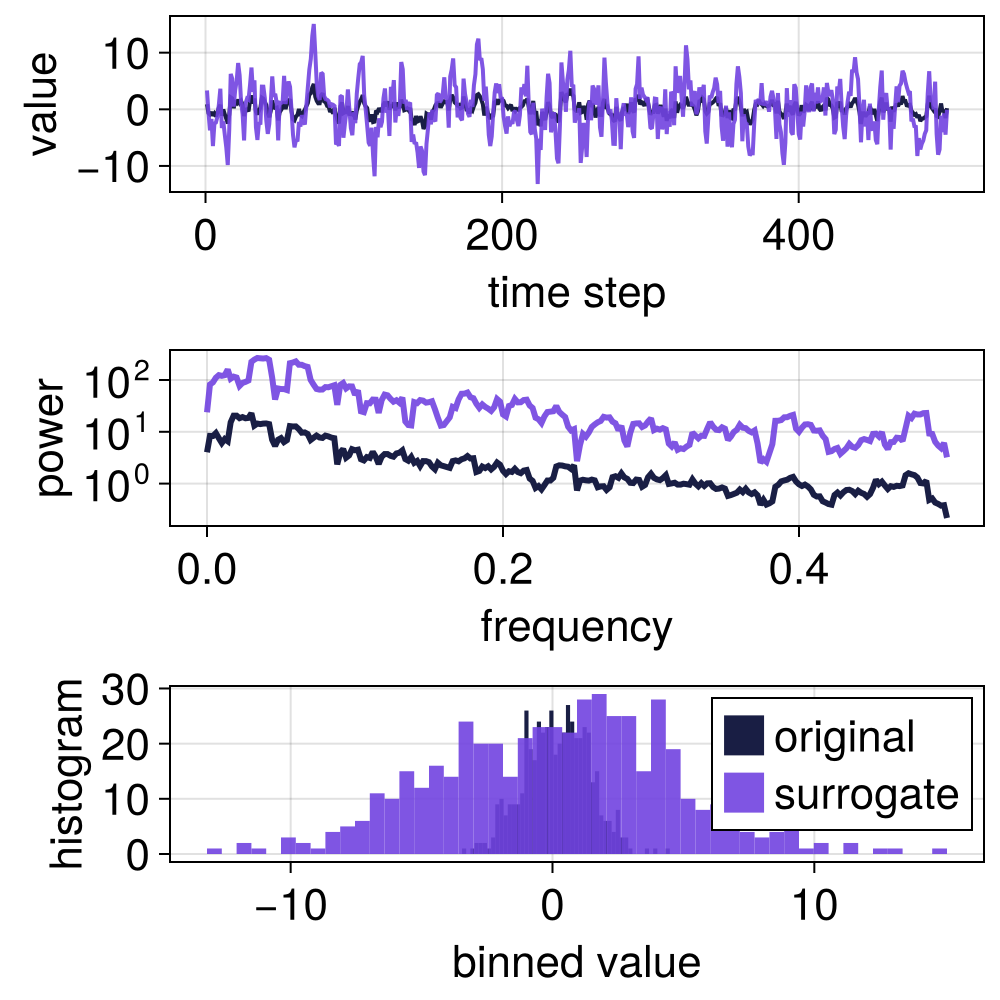 value
10
0
−10
0 200 400
time step
power
10²
10¹
10⁰
0.0 0.2 0.4
frequency
histogram
30
20
10
0
original
surrogate
−10 0 10
binned value